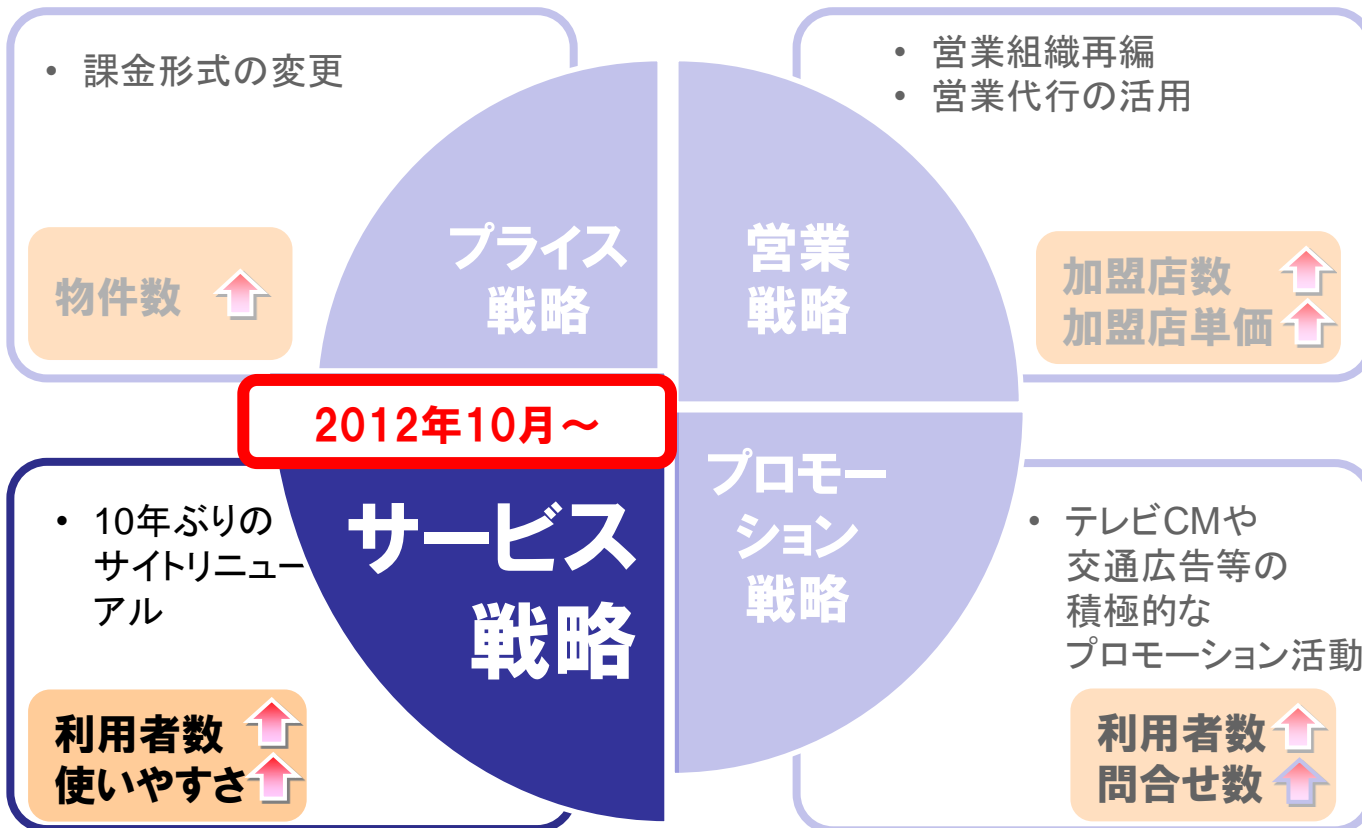 • 課金形式の変更
プライス
戦略
物件数
• 営業組織再編
• 営業代行の活用
営業
戦略
加盟店数
加盟店単価
2012年10月～
• 10年ぶりの
サイトリニュー
アル
サービス
戦略
利用者数
使いやすさ
プロモー
ション
戦略
• テレビCMや
交通広告等の
積極的な
プロモーション活動
利用者数
問合せ数